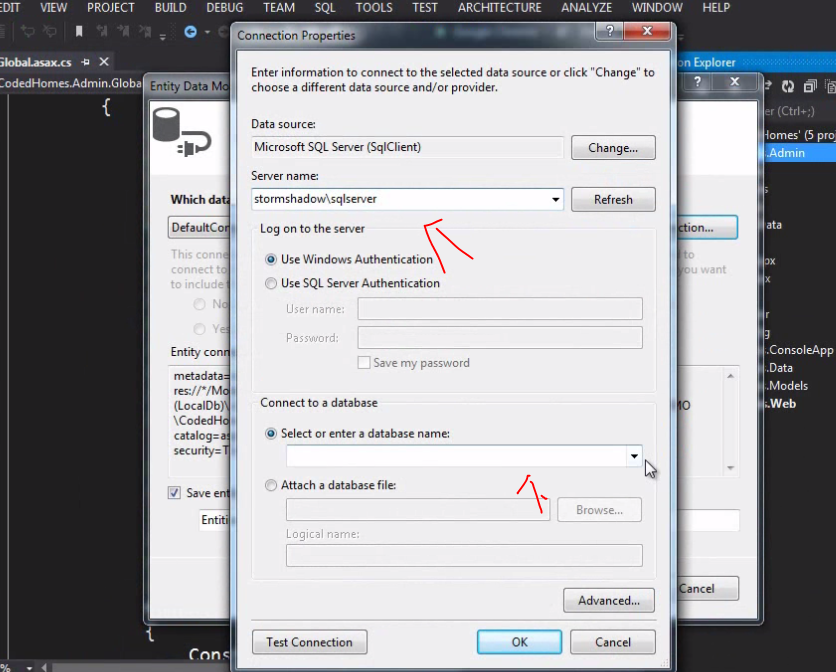 EDIT VIEW PROJECT BUILD DEBUG TEAM SQL TOOLS TEST ARCHITECTURE ANALYZE WINDOW HELP
Global.asax.cs
CodedHomes.Admin.Globa
{
Entity Data Mo
Which data
DefaultCon
This conne
connect to
to include t
No
Yes
Entity conn
metadata=
res://*/Mo
(LocalDb)\
\CodedHo
catalog=as
security=T
Save enti
Entiti
{
Cons
%
Connection Properties
Enter information to connect to the selected data source or click "Change" to
choose a different data source and/or provider.
Data source:
Microsoft SQL Server (SqlClient)
Change...
Server name:
stormshadow\sqlserver
Refresh
Log on to the server
Use Windows Authentication
Use SQL Server Authentication
User name:
Password:
Save my password
Connect to a database
Select or enter a database name:
Attach a database file:
Browse...
Logical name:
Advanced...
Test Connection
OK
Cancel
ction...
d to
you want
MO
Cancel
on Explorer
er (Ctrl+;)
Homes' (5 proj
.Admin
s
ata
ox
x
r
g
.ConsoleApp
.Data
.Models
.Web